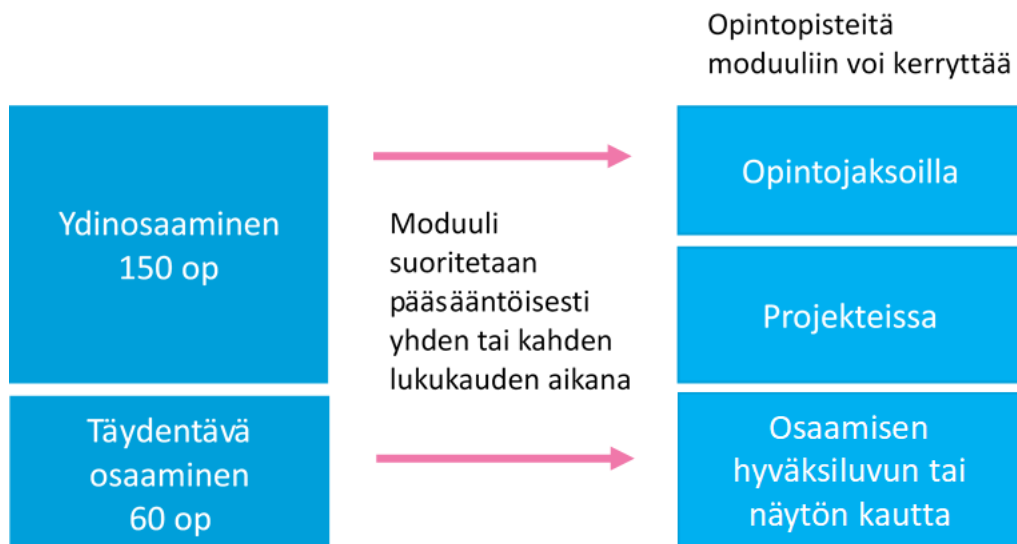 Opintopisteitä
moduuliin voi kerryttää
Ydinosaaminen
150 op
Täydentävä
osaaminen
60 op
Moduuli
suoritetaan
pääsääntöisesti
yhden tai kahden
lukukauden aikana
Opintojaksoilla
Projekteissa
Osaamisen
hyväksiluvun tai
näytön kautta